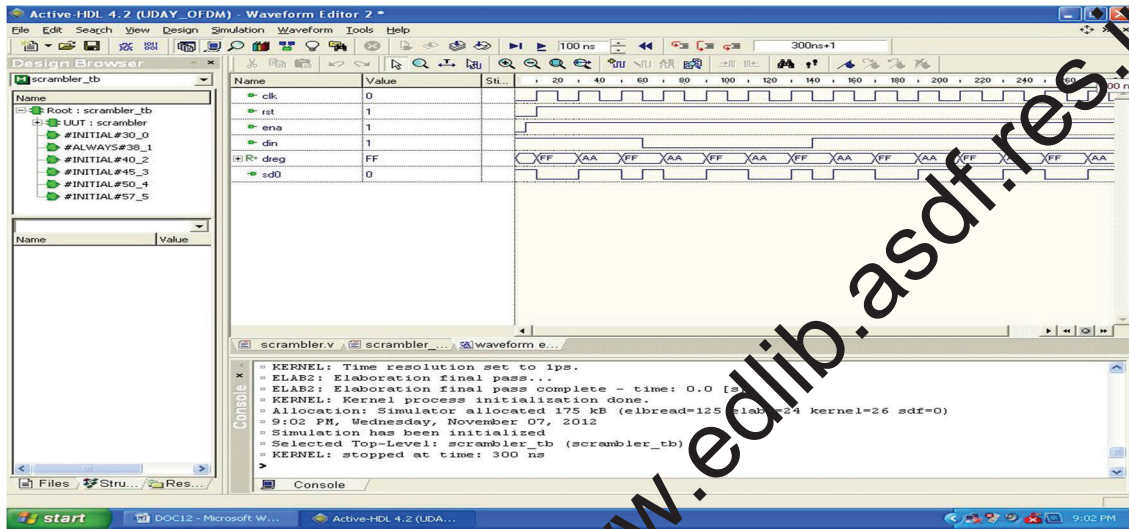 Active-HDL 4.2 (UDAY_OFDM) - Waveform Editor 2 *
File Edit Search View Design Simulation Waveform Tools Help
100 ns 300ns+1
Design Browser
scrambler_tb
Name
Root : scrambler_tb
UUT : scrambler
#INITIAL#30_0
#ALWAYS#38_1
#INITIAL#40_2
#INITIAL#45_3
#INITIAL#50_4
#INITIAL#57_5
Name Value
Files Stru... Res...
Name Value Sti... 20 40 60 80 100 120 140 160 180 200 220 240
clk 0
rst 1
ena 1
din 1
dreg FF FF AA FF AA FF AA FF AA FF AA FF AA FF AA
sd0 0
scrambler.v scrambler_... waveform e...
KERNEL: Time resolution set to 1ps.
ELAB2: Elaboration final pass...
ELAB2: Elaboration final pass complete - time: 0.0 [s]
KERNEL: Kernel process initialization done.
Allocation: Simulator allocated 175 kB (elbread=125 kernel=26 sdf=0)
9:02 PM, Wednesday, November 07, 2012
Simulation has been initialized
Selected Top-Level: scrambler_tb (scrambler_tb)
KERNEL: stopped at time: 300 ns
>
Console
Console
start DOC12 - Microsoft W... Active-HDL 4.2 (UDA... 9:02 PM
www.edlib.asdf.res.